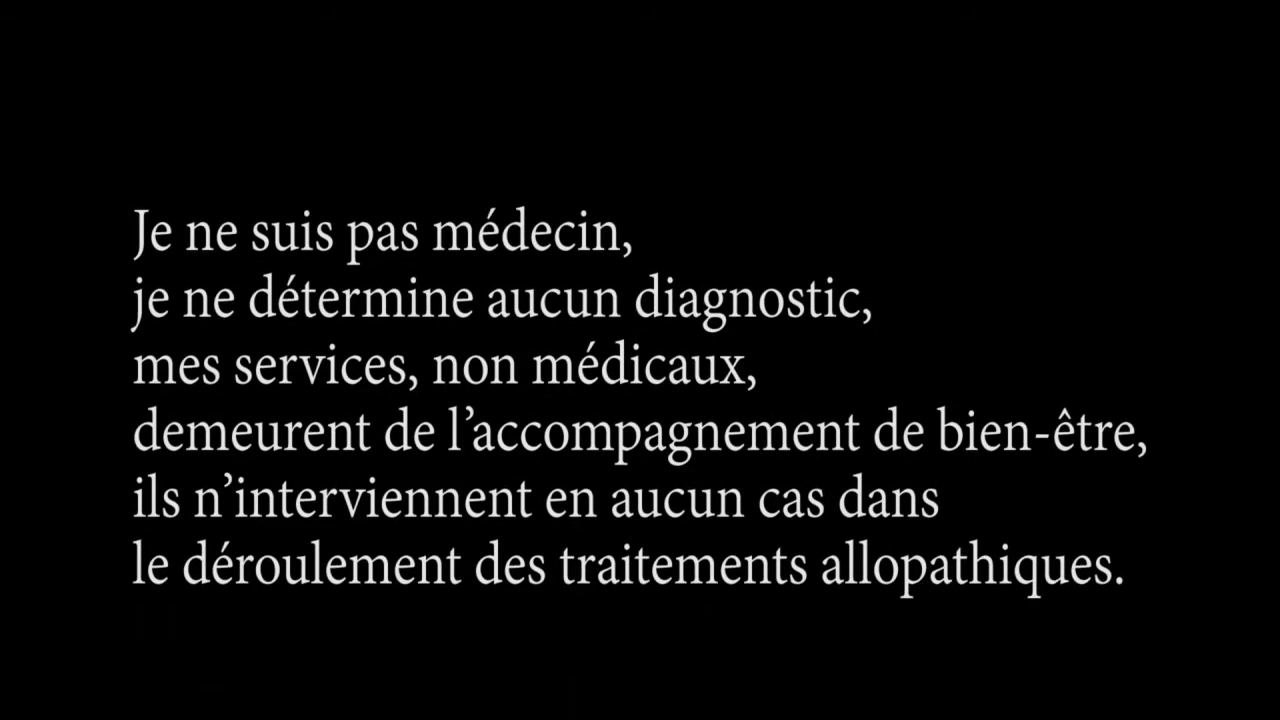 Je ne suis pas médecin,
je ne détermine aucun diagnostic,
mes services, non médicaux,
demeurent de l’accompagnement de bien-être,
ils n’interviennent en aucun cas dans
le déroulement des traitements allopathiques.